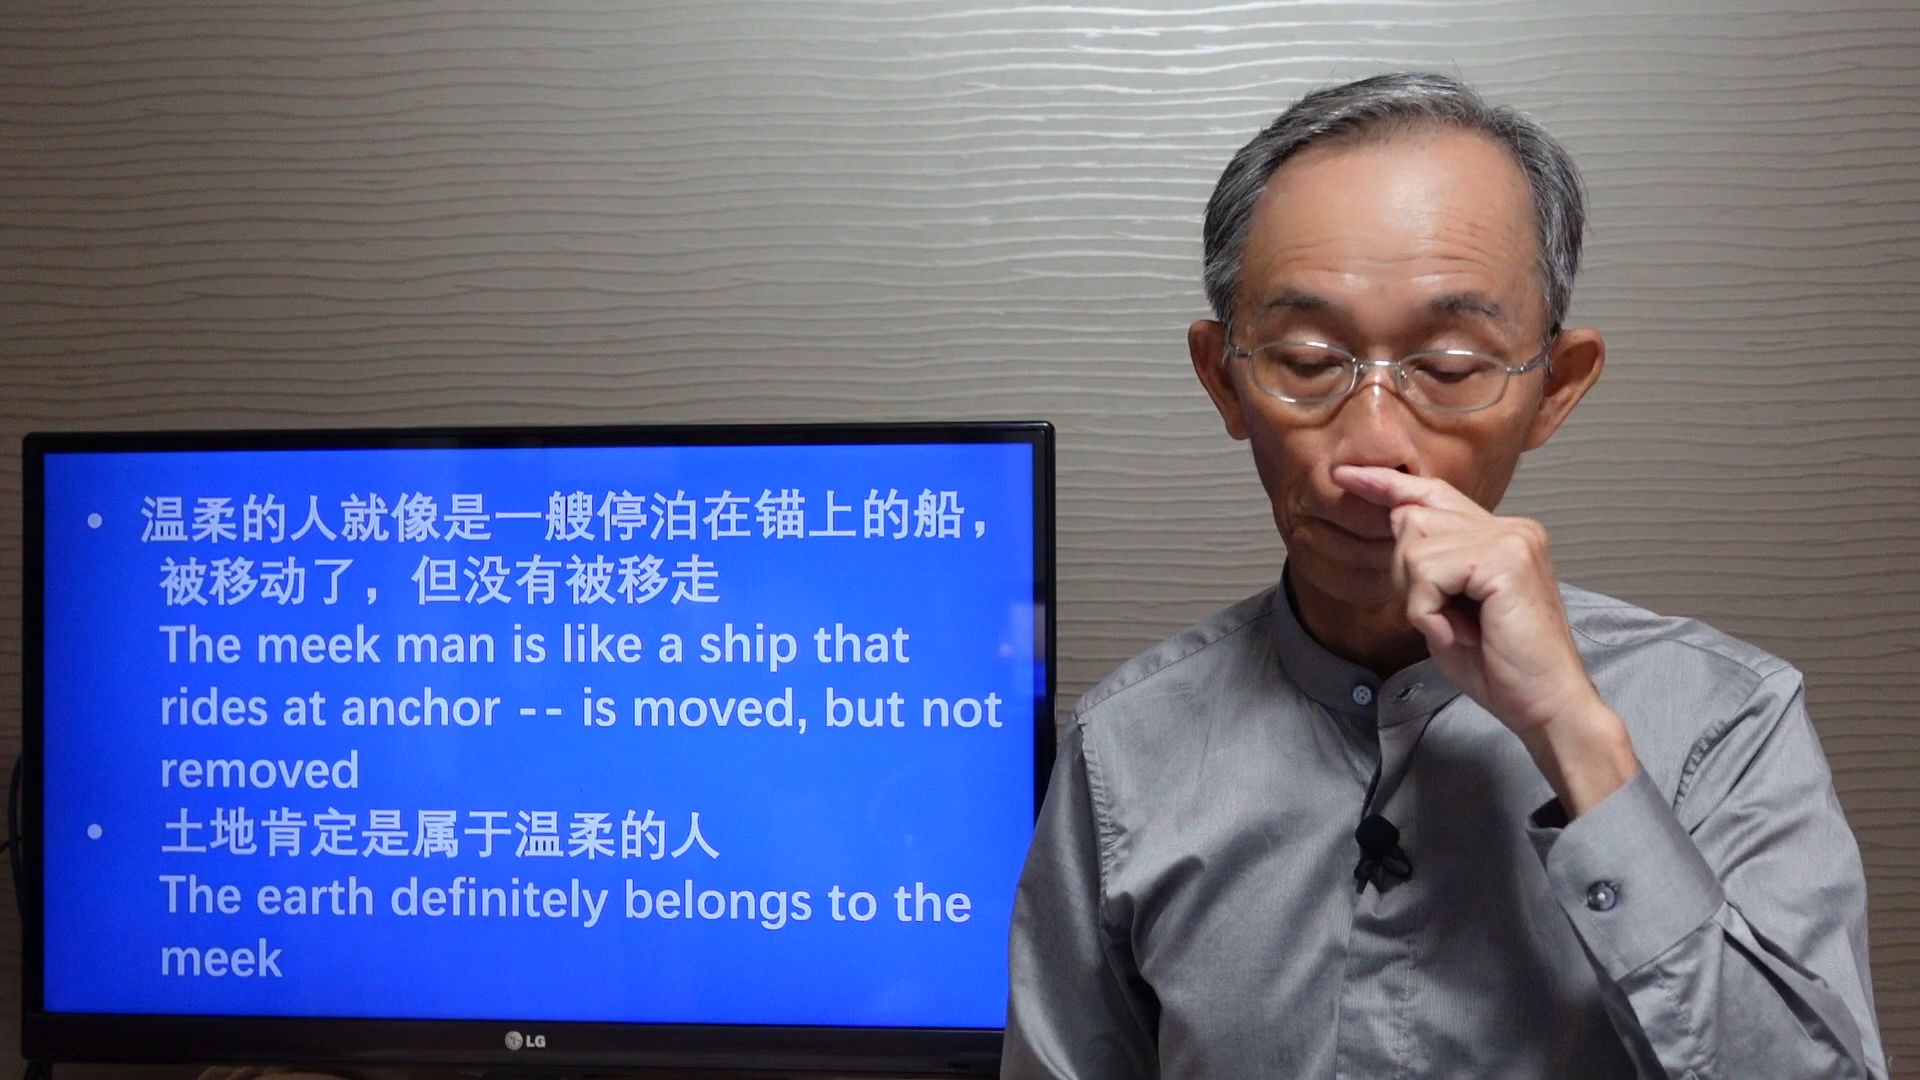 • 温柔的人就像是一艘停泊在锚上的船，
被移动了，但没有被移走
The meek man is like a ship that
rides at anchor -- is moved, but not
removed
• 土地肯定是属于温柔的人
The earth definitely belongs to the
meek
LG